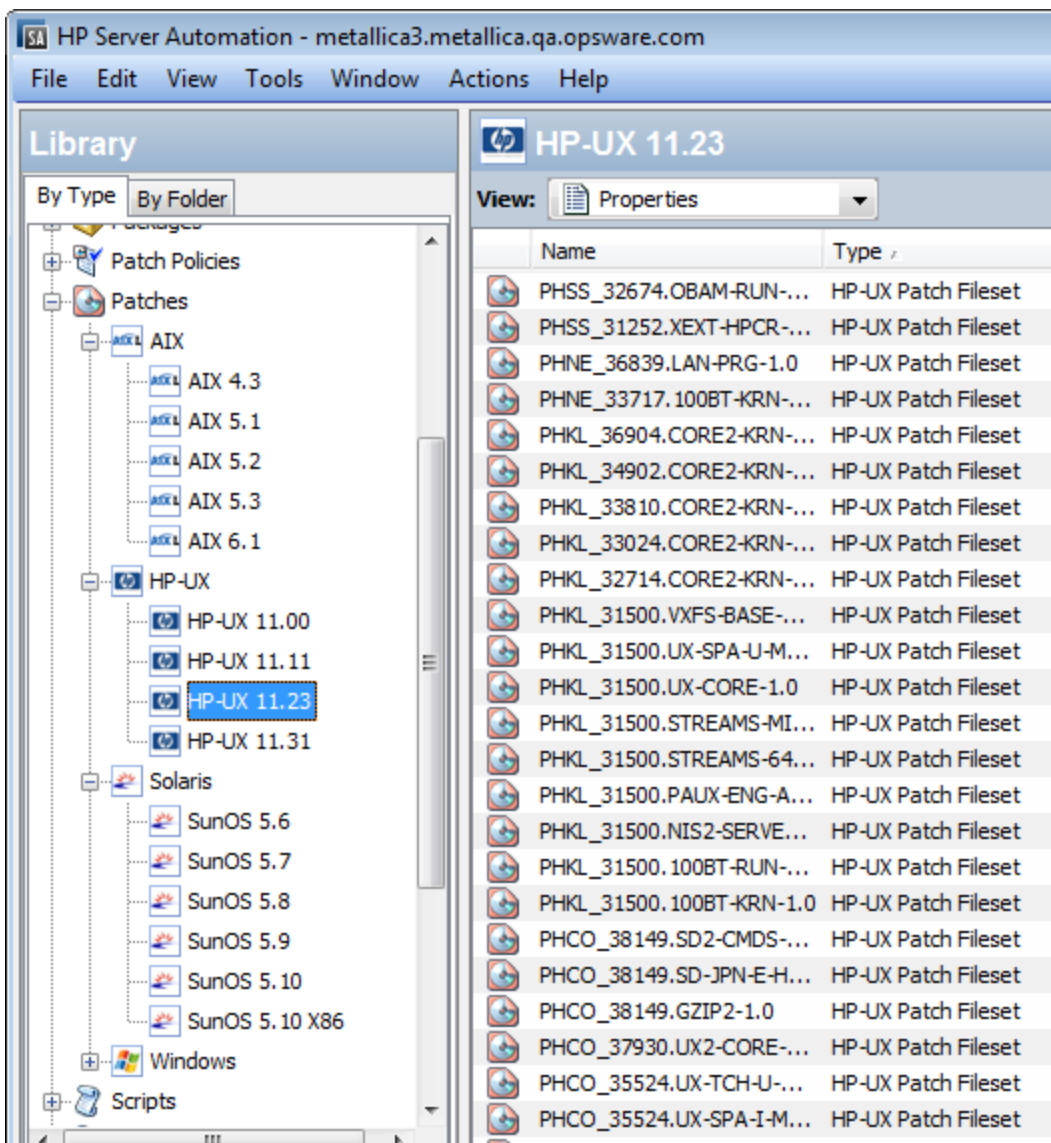 HP Server Automation - metallica3.metallica.qa.opsware.com
File Edit View Tools Window Actions Help
Library
By Type By Folder
Packages
Patch Policies
Patches
AIX
AIX 4.3
AIX 5.1
AIX 5.2
AIX 5.3
AIX 6.1
HP-UX
HP-UX 11.00
HP-UX 11.11
HP-UX 11.23
HP-UX 11.31
Solaris
SunOS 5.6
SunOS 5.7
SunOS 5.8
SunOS 5.9
SunOS 5.10
SunOS 5.10 X86
Windows
Scripts
HP-UX 11.23
View: Properties
Name Type
PHSS_32674.OBAM-RUN-... HP-UX Patch Fileset
PHSS_31252.XEXT-HPCR-... HP-UX Patch Fileset
PHNE_36839.LAN-PRG-1.0 HP-UX Patch Fileset
PHNE_33717.100BT-KRN-... HP-UX Patch Fileset
PHKL_36904.CORE2-KRN-... HP-UX Patch Fileset
PHKL_34902.CORE2-KRN-... HP-UX Patch Fileset
PHKL_33810.CORE2-KRN-... HP-UX Patch Fileset
PHKL_33024.CORE2-KRN-... HP-UX Patch Fileset
PHKL_32714.CORE2-KRN-... HP-UX Patch Fileset
PHKL_31500.VXFS-BASE-... HP-UX Patch Fileset
PHKL_31500.UX-SPA-U-M... HP-UX Patch Fileset
PHKL_31500.UX-CORE-1.0 HP-UX Patch Fileset
PHKL_31500.STREAMS-MI... HP-UX Patch Fileset
PHKL_31500.STREAMS-64... HP-UX Patch Fileset
PHKL_31500.PAUX-ENG-A... HP-UX Patch Fileset
PHKL_31500.NIS2-SERVE... HP-UX Patch Fileset
PHKL_31500.100BT-RUN-... HP-UX Patch Fileset
PHKL_31500.100BT-KRN-1.0 HP-UX Patch Fileset
PHCO_38149.SD2-CMDS-... HP-UX Patch Fileset
PHCO_38149.SD-JPN-E-H... HP-UX Patch Fileset
PHCO_38149.GZIP2-1.0 HP-UX Patch Fileset
PHCO_37930.UX2-CORE-... HP-UX Patch Fileset
PHCO_35524.UX-TCH-U-... HP-UX Patch Fileset
PHCO_35524.UX-SPA-I-M... HP-UX Patch Fileset